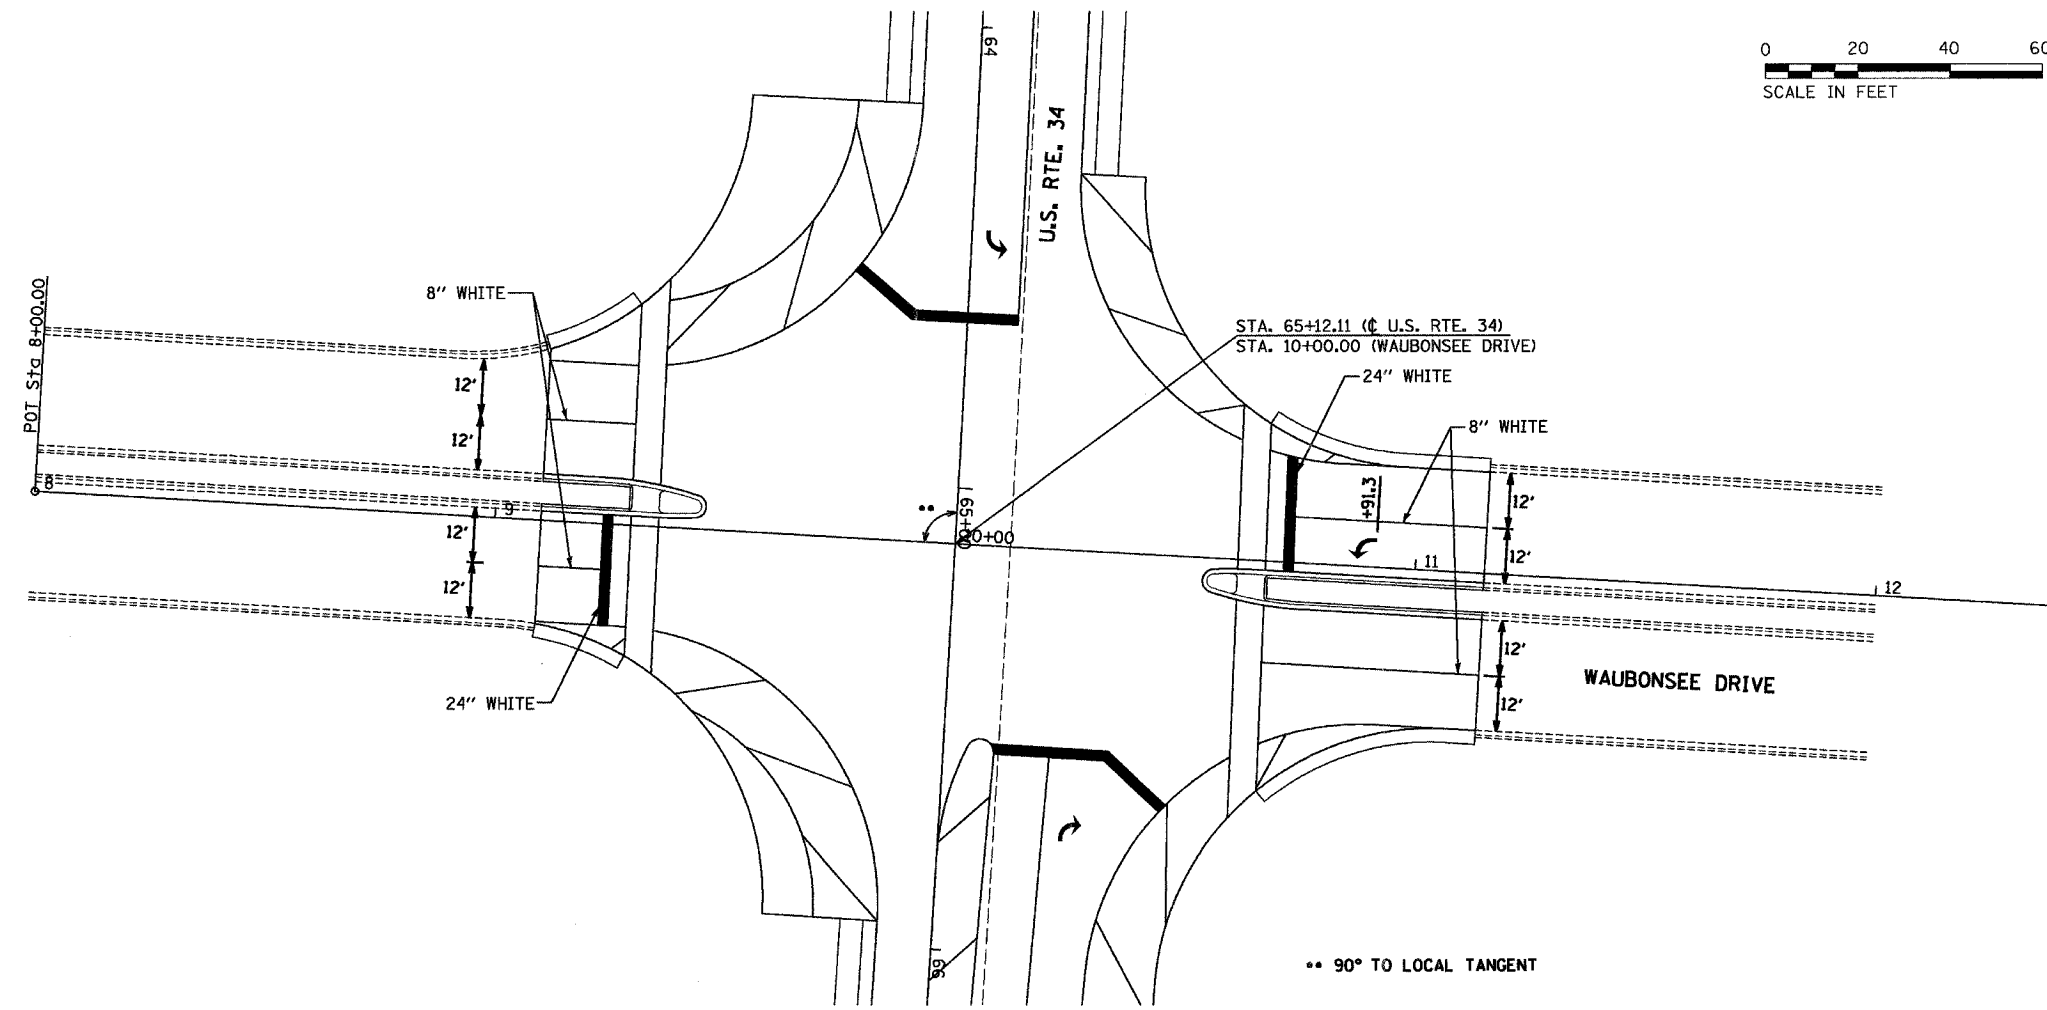 64
0 20 40 60
SCALE IN FEET
U.S. RTE. 34
8" WHITE
POT Sta 8+00.00
STA. 65+12.11 (℄ U.S. RTE. 34)
STA. 10+00.00 (WAUBONSEE DRIVE)
24" WHITE
12'
12'
8" WHITE
8
9
**
65+00
+91.3
12'
12'
12'
12'
11
12
12'
12'
24" WHITE
WAUBONSEE DRIVE
66
** 90° TO LOCAL TANGENT